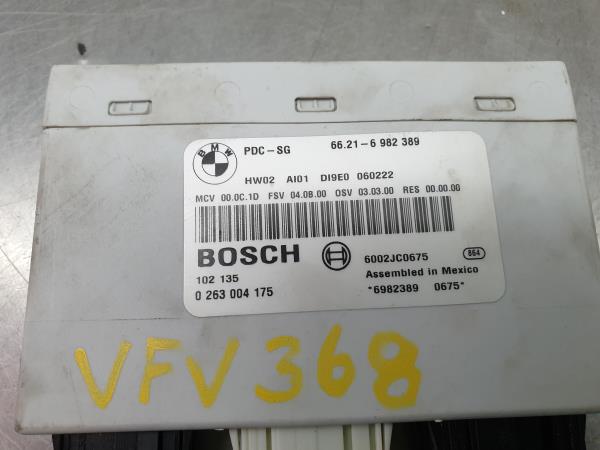 BMW
PDC-SG 66.21-6 982 389
HW02 AI01 DI9E0 060222
MCV 00.0C.1D FSV 04.0B.00 OSV 03.03.00 RES 00.00.00
BOSCH 6002JC0675 864
102 135 Assembled in Mexico
0 263 004 175 *6982389 0675*
VFV368